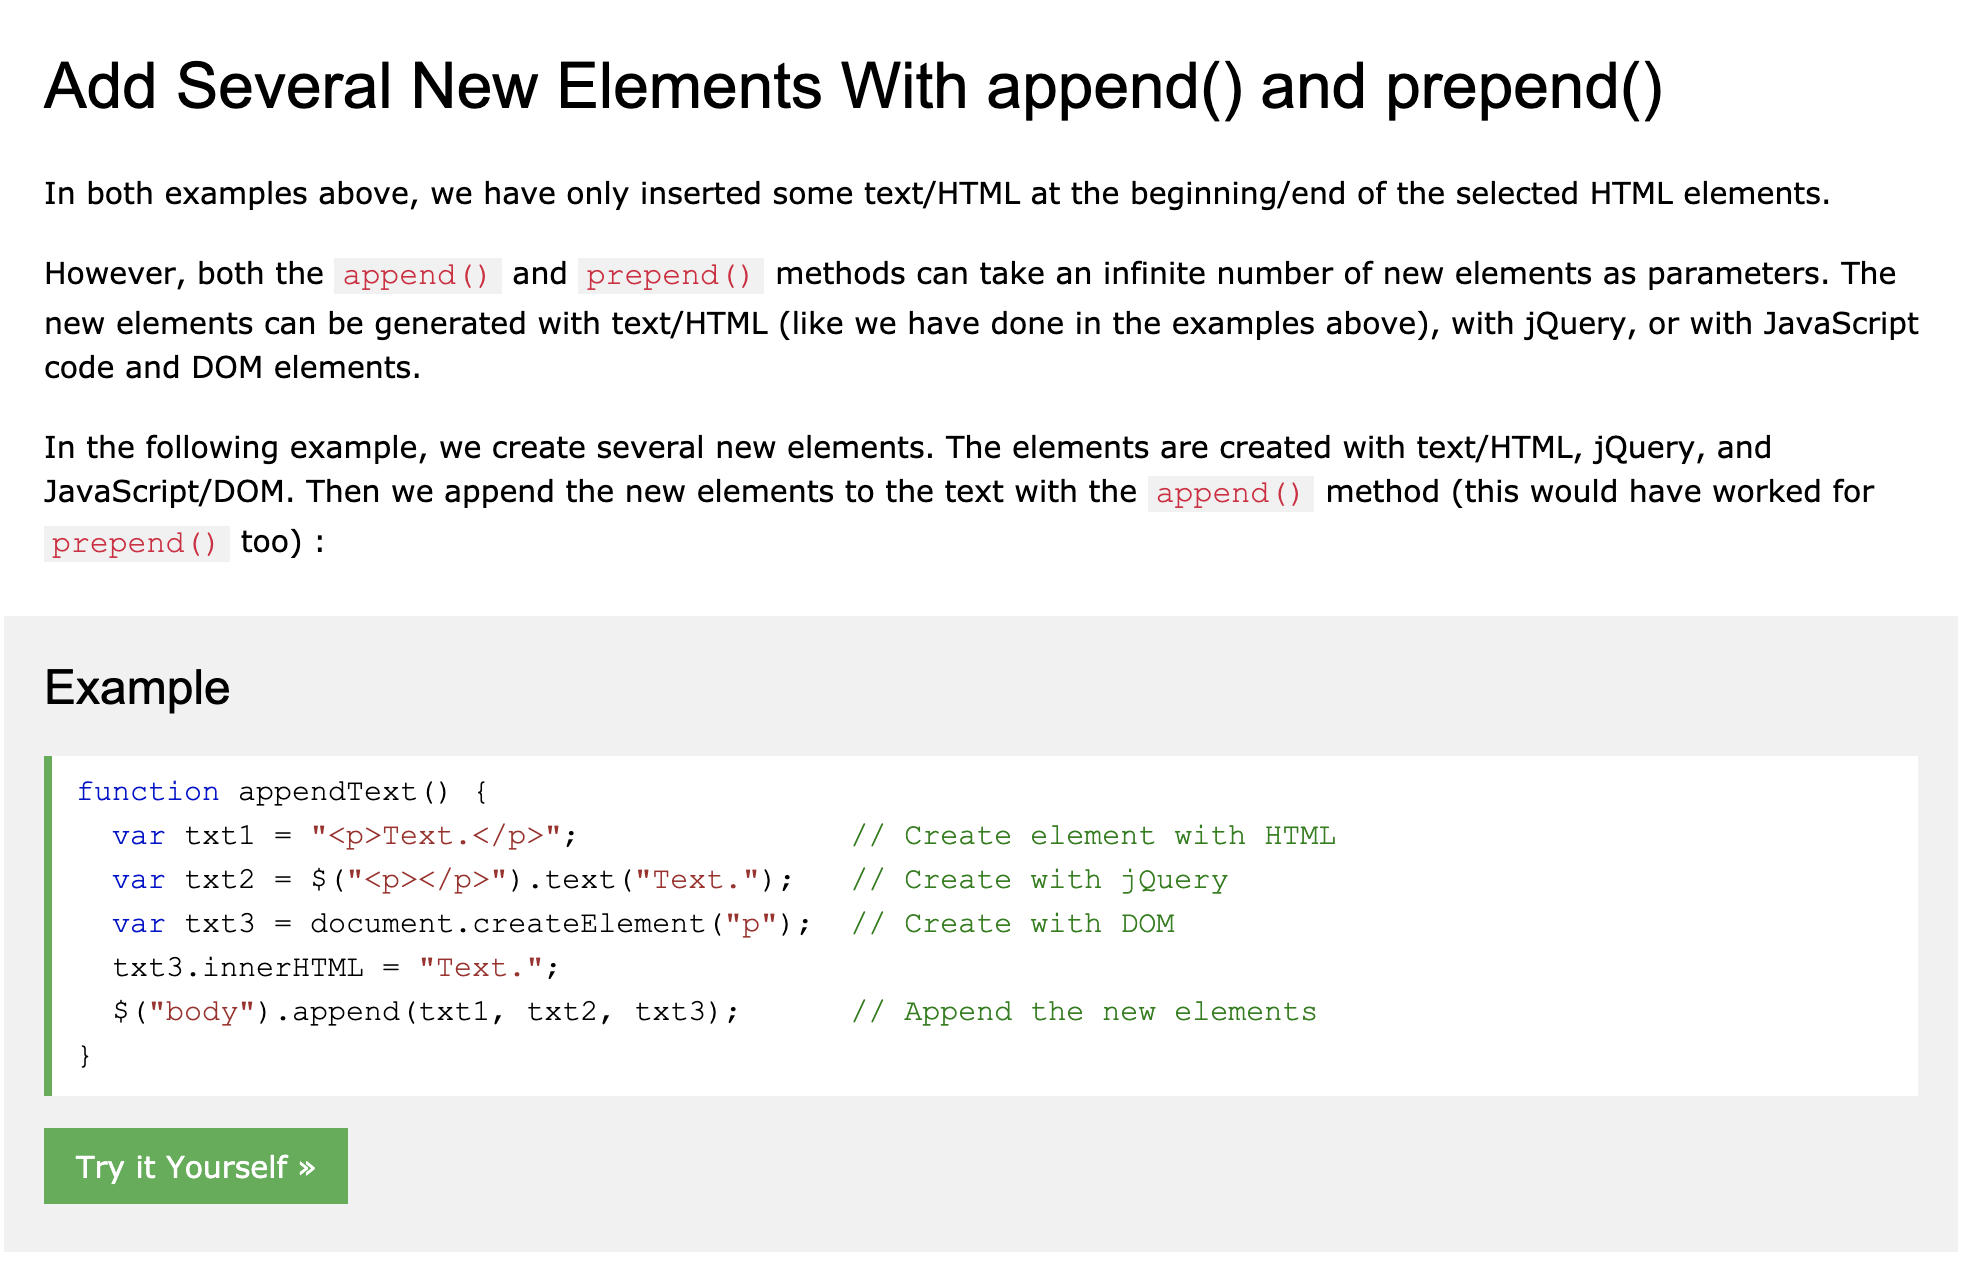 Add Several New Elements With append() and prepend()
In both examples above, we have only inserted some text/HTML at the beginning/end of the selected HTML elements.
However, both the append() and prepend() methods can take an infinite number of new elements as parameters. The
new elements can be generated with text/HTML (like we have done in the examples above), with jQuery, or with JavaScript
code and DOM elements.
In the following example, we create several new elements. The elements are created with text/HTML, jQuery, and
JavaScript/DOM. Then we append the new elements to the text with the append() method (this would have worked for
prepend() too) :
Example
function appendText() {
  var txt1 = "<p>Text.</p>";               // Create element with HTML
  var txt2 = $("<p></p>").text("Text.");   // Create with jQuery
  var txt3 = document.createElement("p");  // Create with DOM
  txt3.innerHTML = "Text.";
  $("body").append(txt1, txt2, txt3);      // Append the new elements
}
Try it Yourself »